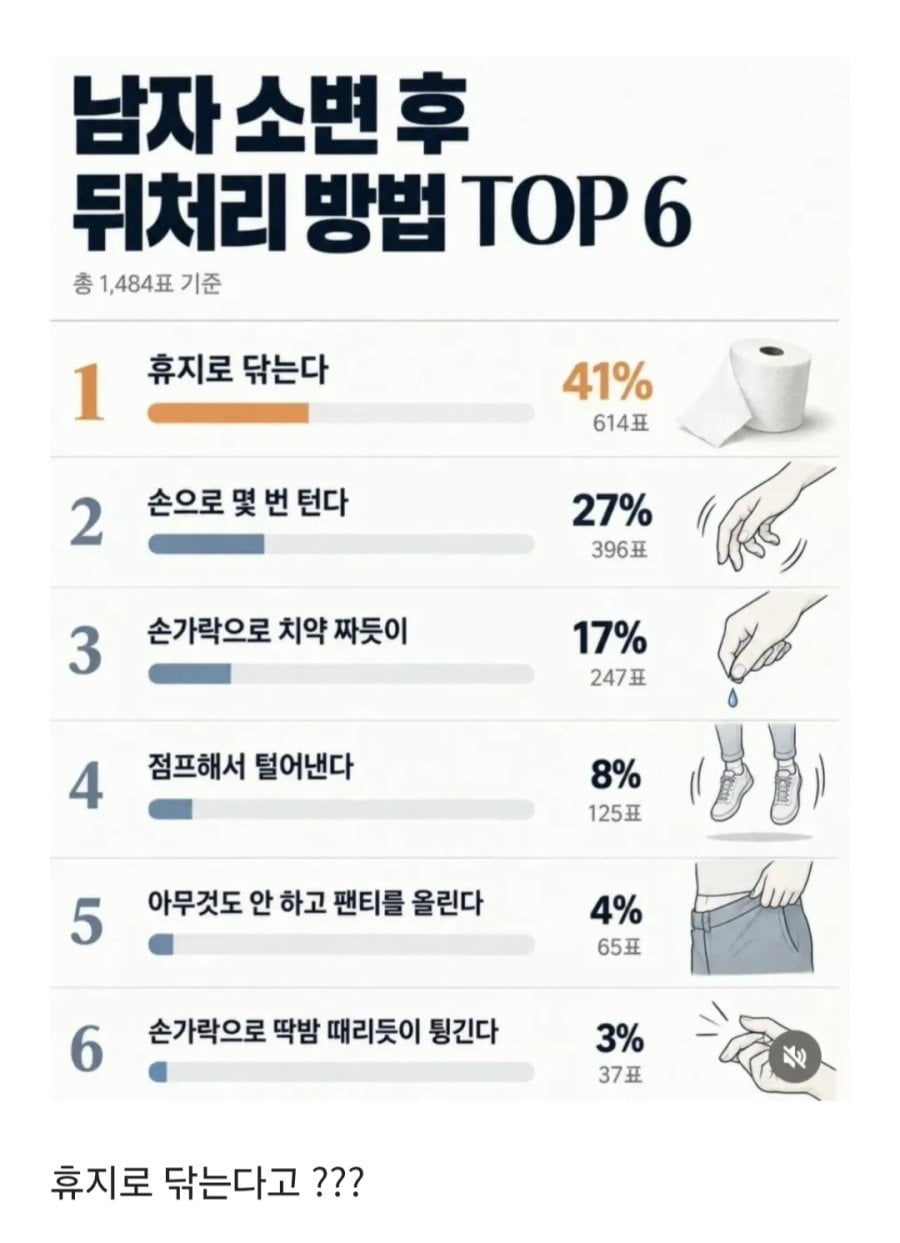 남자 소변 후
뒤처리 방법 TOP 6
총 1,484표 기준
1
휴지로 닦는다
41%
614표
2
손으로 몇 번 턴다
27%
396표
3
손가락으로 치약 짜듯이
17%
247표
4
점프해서 털어낸다
8%
125표
5
아무것도 안 하고 팬티를 올린다
4%
65표
6
손가락으로 딱밤 때리듯이 튕긴다
3%
37표
휴지로 닦는다고 ???